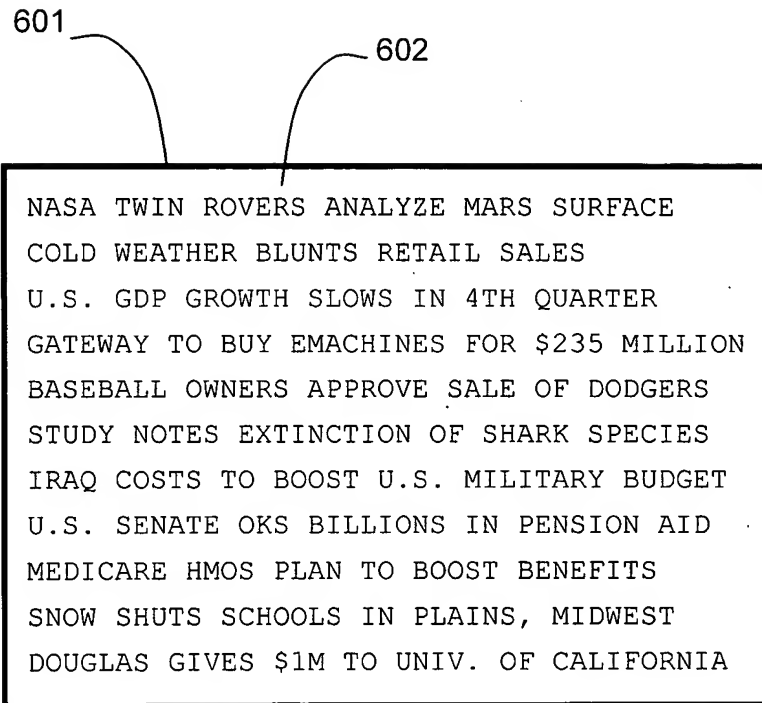 601
602
NASA TWIN ROVERS ANALYZE MARS SURFACE
COLD WEATHER BLUNTS RETAIL SALES
U.S. GDP GROWTH SLOWS IN 4TH QUARTER
GATEWAY TO BUY EMACHINES FOR $235 MILLION
BASEBALL OWNERS APPROVE SALE OF DODGERS
STUDY NOTES EXTINCTION OF SHARK SPECIES
IRAQ COSTS TO BOOST U.S. MILITARY BUDGET
U.S. SENATE OKS BILLIONS IN PENSION AID
MEDICARE HMOS PLAN TO BOOST BENEFITS
SNOW SHUTS SCHOOLS IN PLAINS, MIDWEST
DOUGLAS GIVES $1M TO UNIV. OF CALIFORNIA